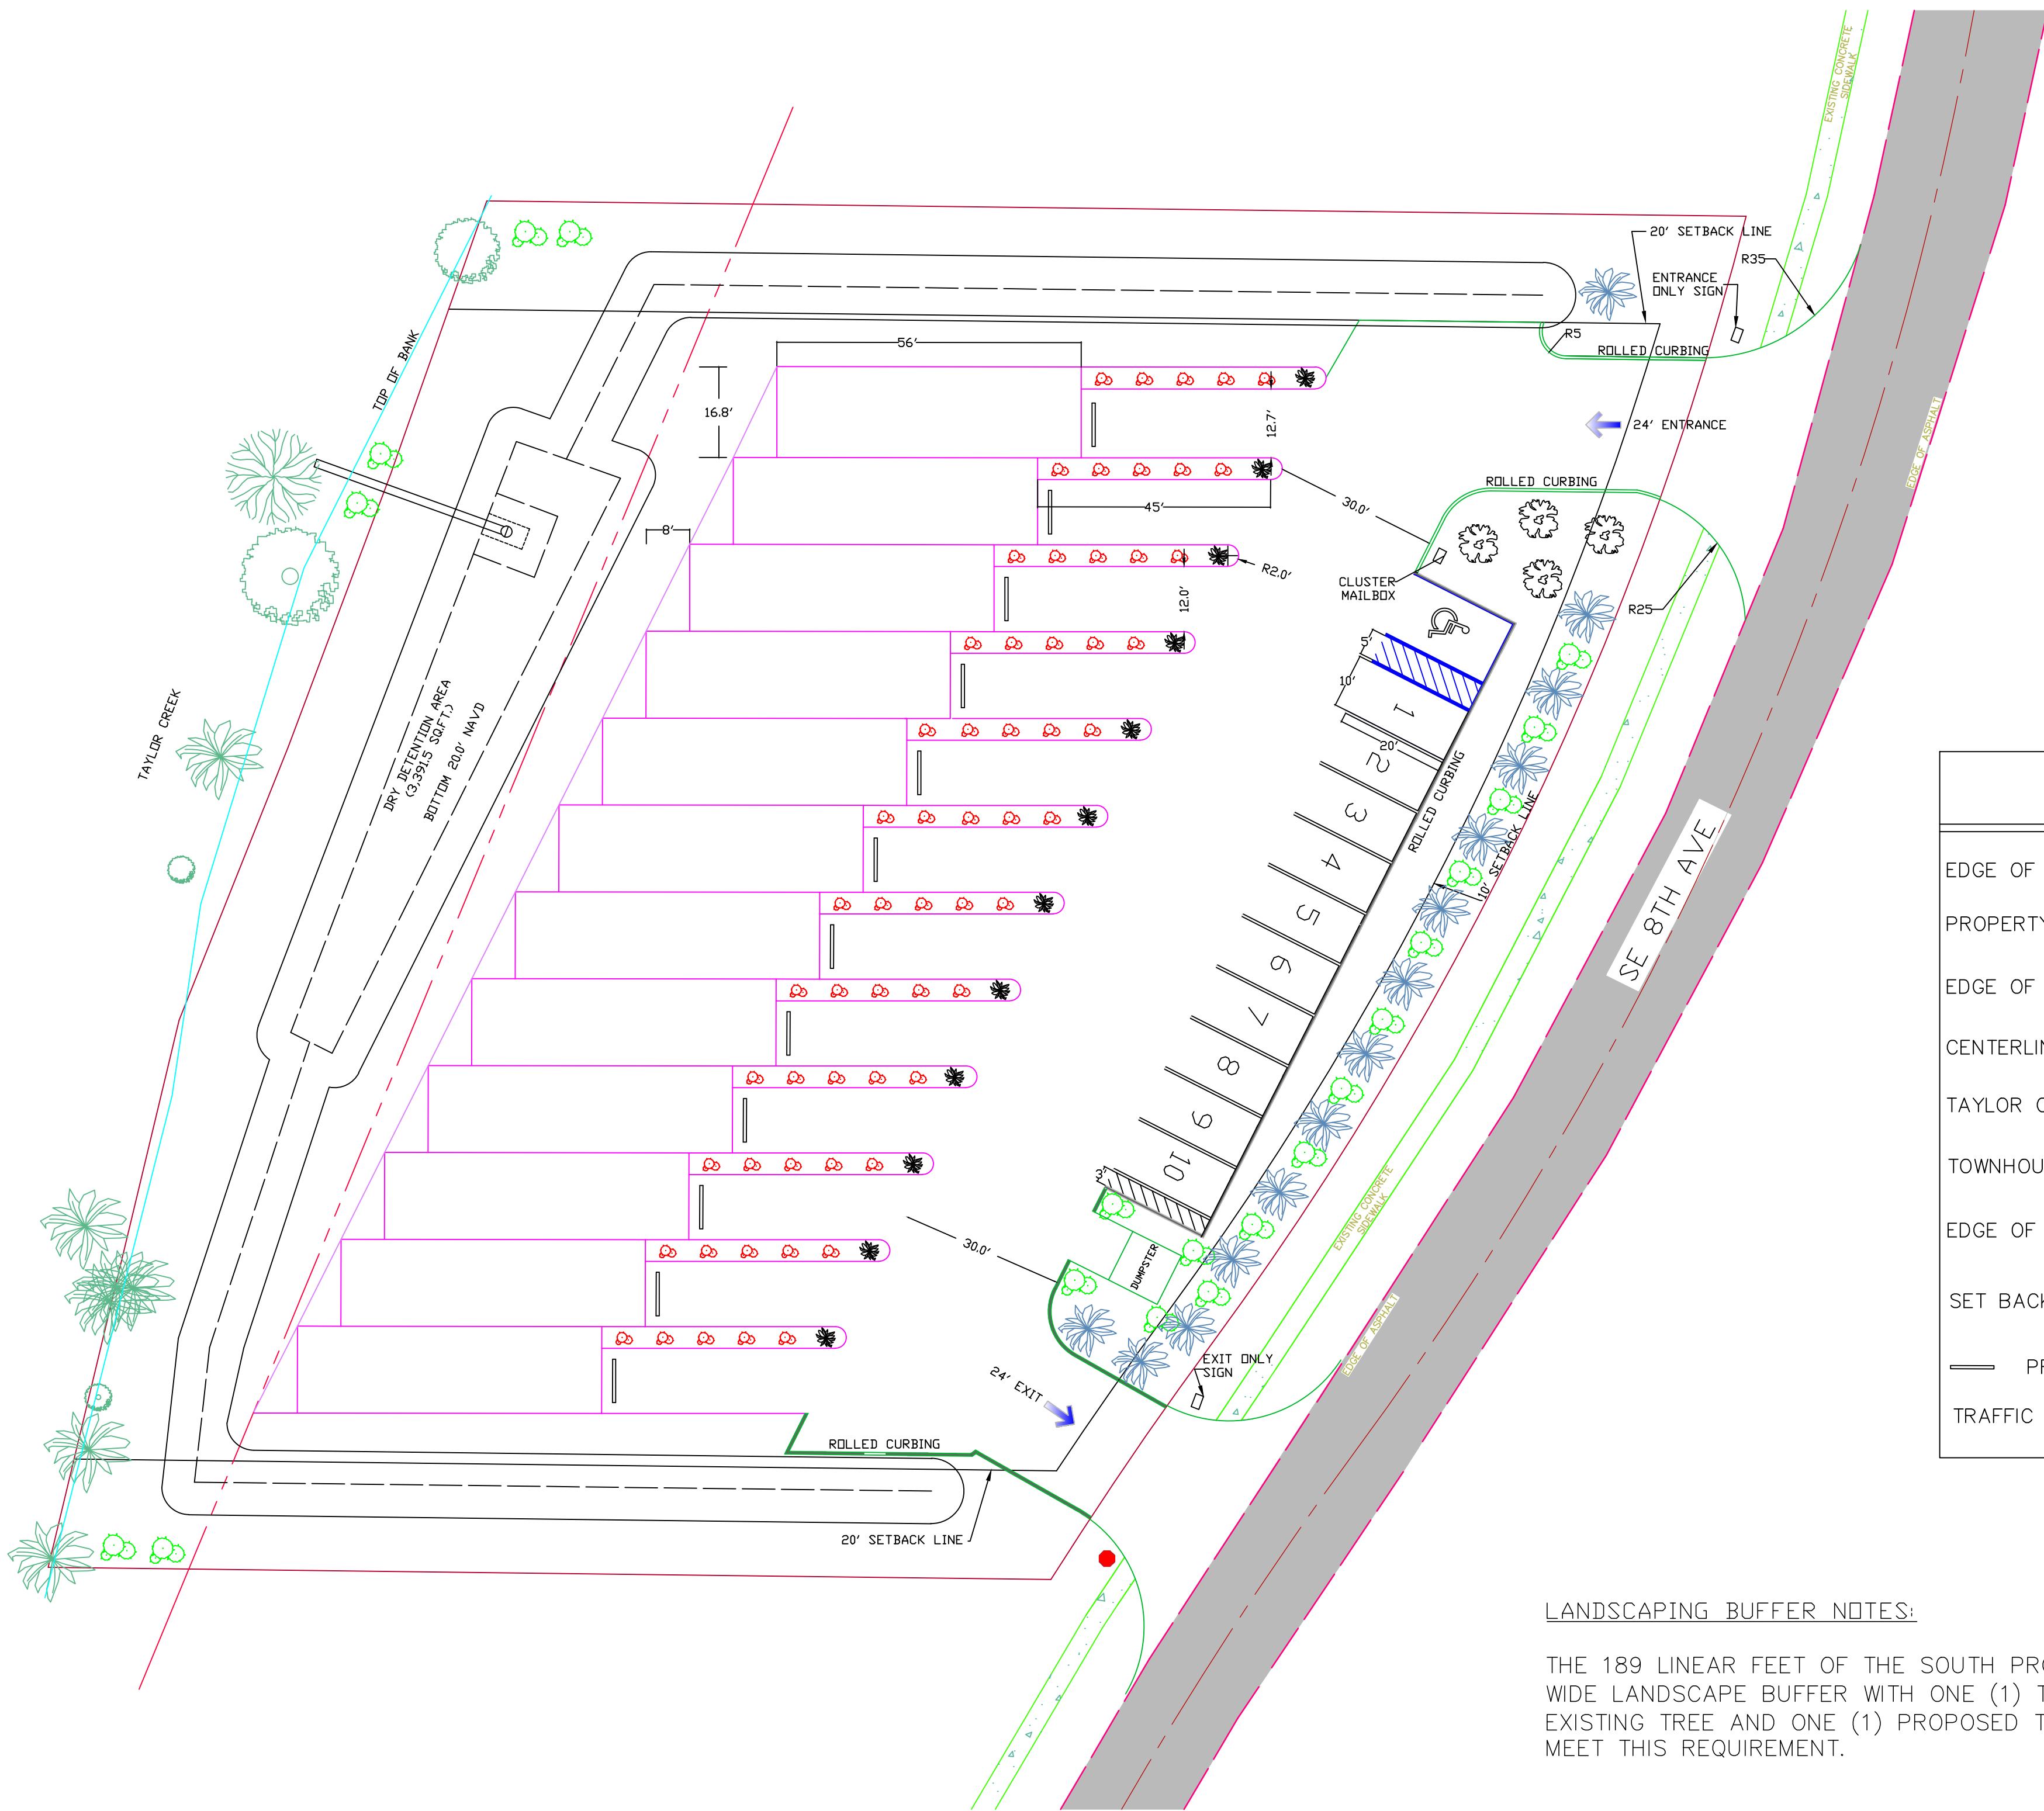 EXISTING CONCRETE
SIDEWALK
20' SETBACK LINE
R35
ENTRANCE
ONLY SIGN
R5
ROLLED CURBING
56'
TOP OF BANK
16.8'
12.7'
24' ENTRANCE
EDGE OF ASPHALT
ROLLED CURBING
45'
30.0'
8'
R2.0'
CLUSTER
MAILBOX
12.0'
R25
5'
10'
1
20'
2
3
4
5
6
7
8
9
10
3'
ROLLED CURBING
10' SETBACK LINE
TAYLOR CREEK
DRY DETENTION AREA
(3,391.5 SQ.FT.)
BOTTOM 20.0' NAVD
SE 8TH AVE
EDGE OF
PROPERTY
EDGE OF
CENTERLIN
TAYLOR C
TOWNHOU
EDGE OF
SET BACK
PR
TRAFFIC
EXISTING CONCRETE
SIDEWALK
30.0'
DUMPSTER
EDGE OF ASPHALT
EXIT ONLY
SIGN
24' EXIT
ROLLED CURBING
20' SETBACK LINE
LANDSCAPING BUFFER NOTES:
THE 189 LINEAR FEET OF THE SOUTH PRO
WIDE LANDSCAPE BUFFER WITH ONE (1) T
EXISTING TREE AND ONE (1) PROPOSED T
MEET THIS REQUIREMENT.